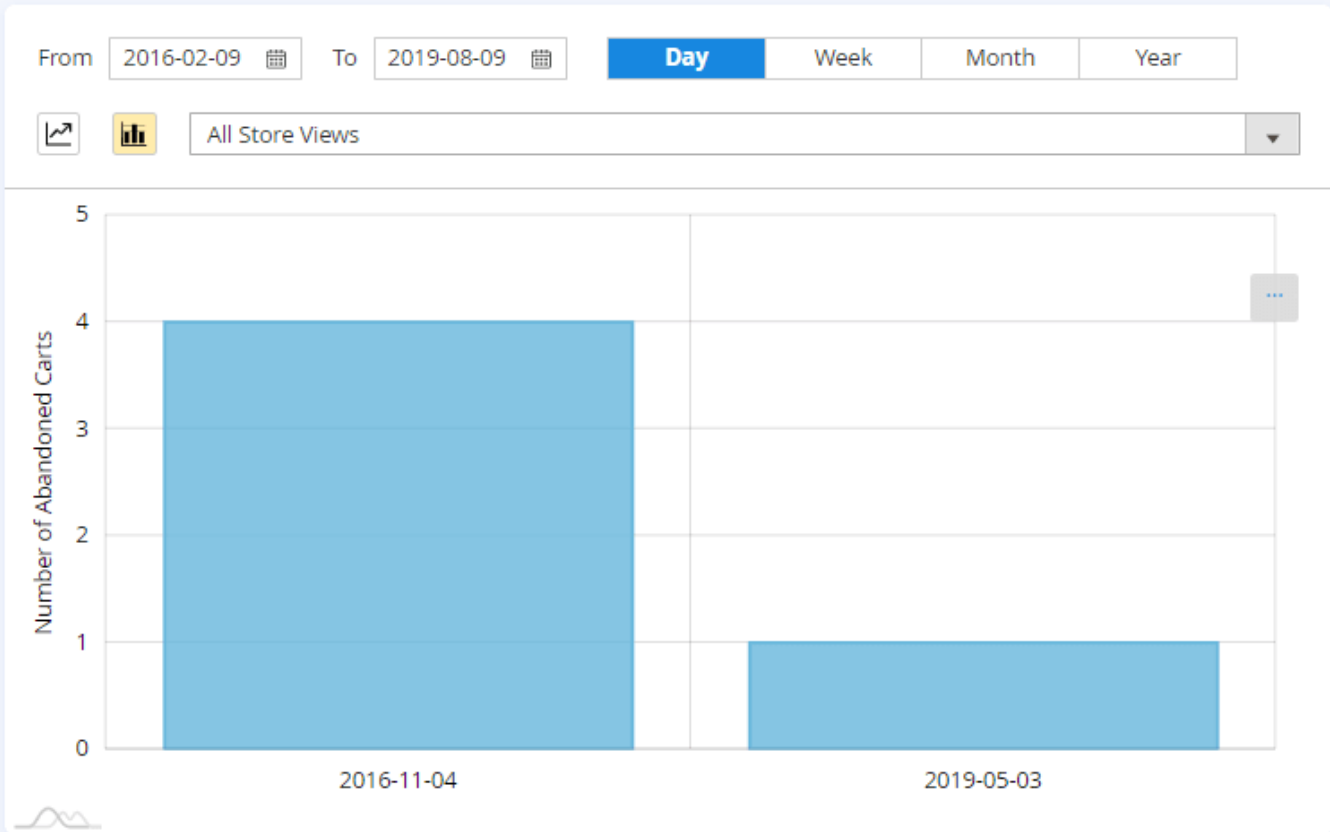 From 2016-02-09 To 2019-08-09 Day Week Month Year
All Store Views
5
4
3
2
1
0
Number of Abandoned Carts
2016-11-04 2019-05-03